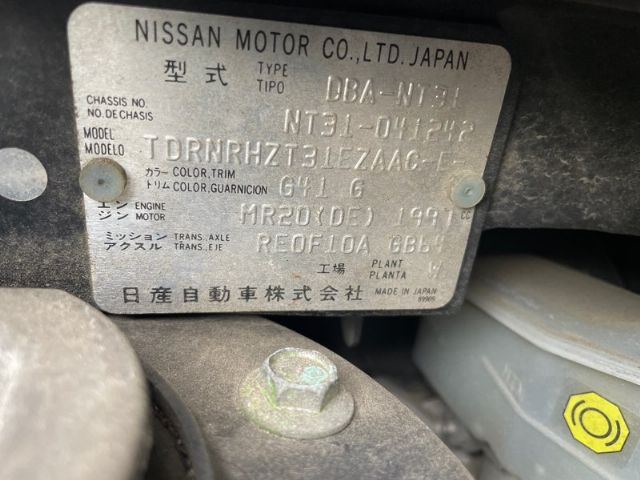 NISSAN MOTOR CO.,LTD. JAPAN
型式 TYPE TIPO DBA-NT31
CHASSIS NO. NO. DE CHASIS NT31-041242
MODEL MODELO TDRNRHZT31EZAAG-E-
カラー COLOR,TRIM トリム COLOR,GUARNICION G41 G
エンジン ENGINE MOTOR MR20(DE) 1997 CC
ミッション アクスル TRANS.,AXLE TRANS.,EJE RE0F10A GB69
工場 PLANT PLANTA
日産自動車株式会社 MADE IN JAPAN